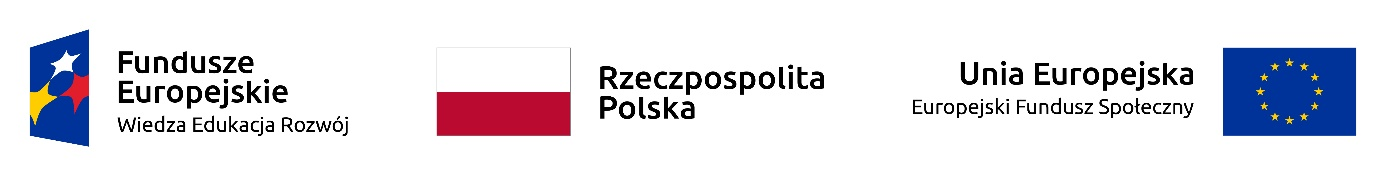 Fundusze
Europejskie
Wiedza Edukacja Rozwój
Rzeczpospolita
Polska
Unia Europejska
Europejski Fundusz Społeczny